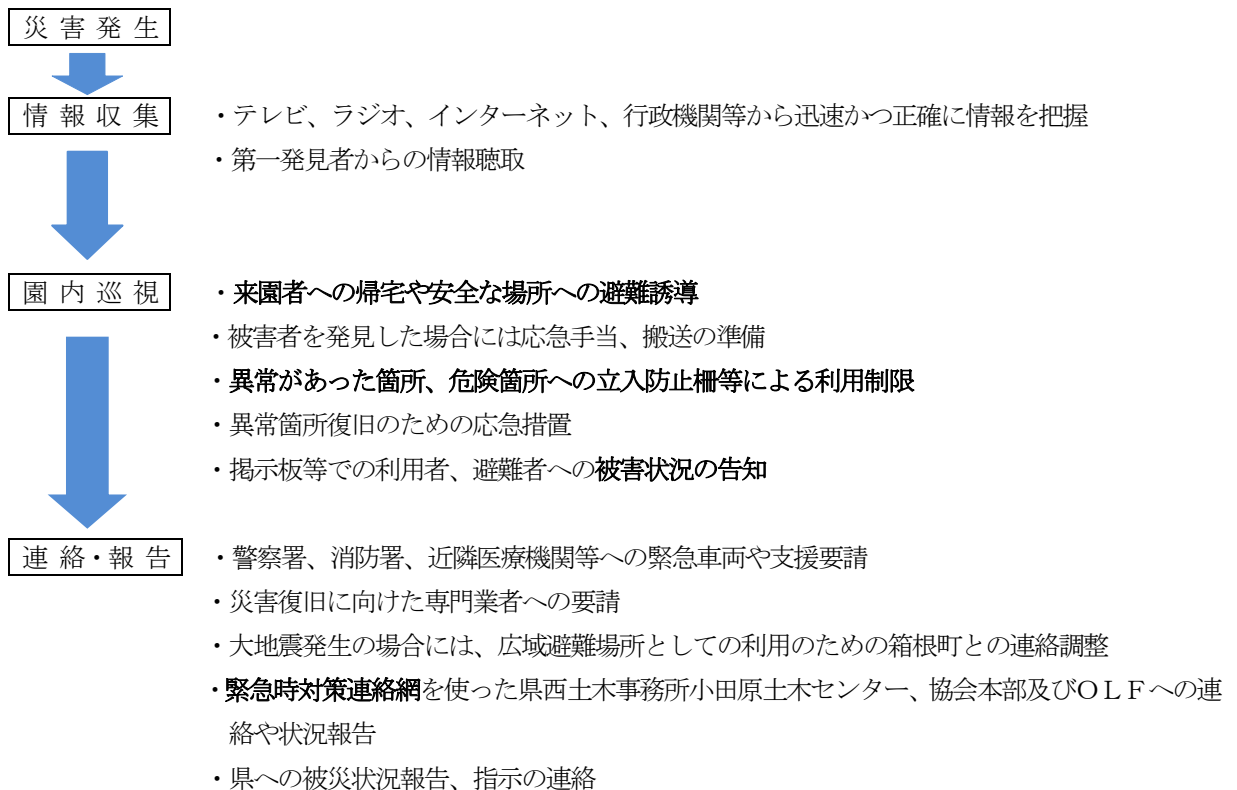 災害発生
情報収集
・テレビ、ラジオ、インターネット、行政機関等から迅速かつ正確に情報を把握
・第一発見者からの情報聴取
園内巡視
・来園者への帰宅や安全な場所への避難誘導
・被害者を発見した場合には応急手当、搬送の準備
・異常があった箇所、危険箇所への立入防止柵等による利用制限
・異常箇所復旧のための応急措置
・掲示板等での利用者、避難者への被害状況の告知
連絡・報告
・警察署、消防署、近隣医療機関等への緊急車両や支援要請
・災害復旧に向けた専門業者への要請
・大地震発生の場合には、広域避難場所としての利用のための箱根町との連絡調整
・緊急時対策連絡網を使った県西土木事務所小田原土木センター、協会本部及びOLFへの連
絡や状況報告
・県への被災状況報告、指示の連絡